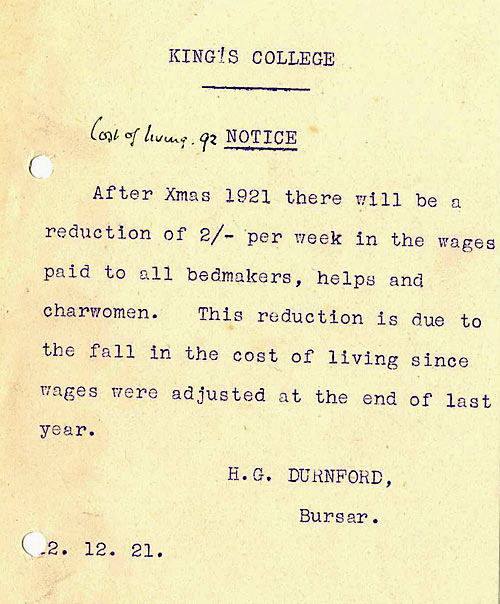 KING'S COLLEGE
Cost of living. 92 NOTICE
After Xmas 1921 there will be a
reduction of 2/- per week in the wages
paid to all bedmakers, helps and
charwomen. This reduction is due to
the fall in the cost of living since
wages were adjusted at the end of last
year.
H.G. DURNFORD,
Bursar.
2. 12. 21.